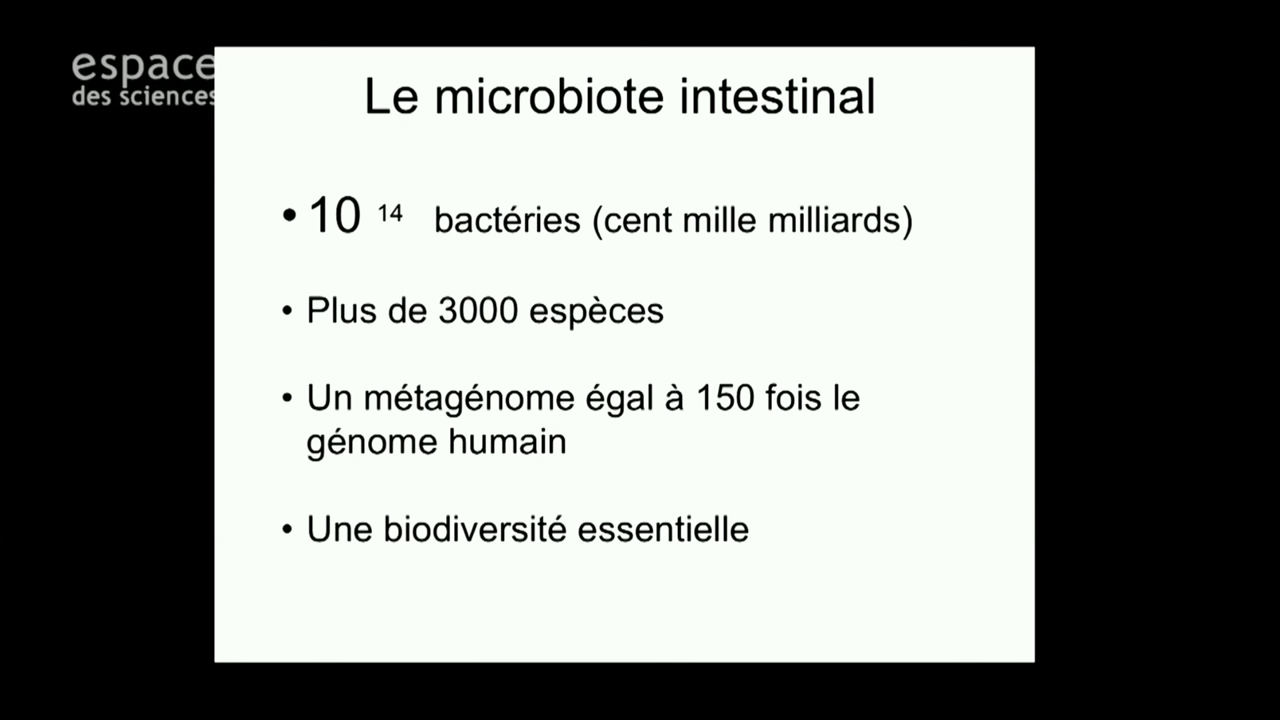 espace
des sciences
Le microbiote intestinal
• 10 ¹⁴ bactéries (cent mille milliards)
• Plus de 3000 espèces
• Un métagénome égal à 150 fois le
génome humain
• Une biodiversité essentielle